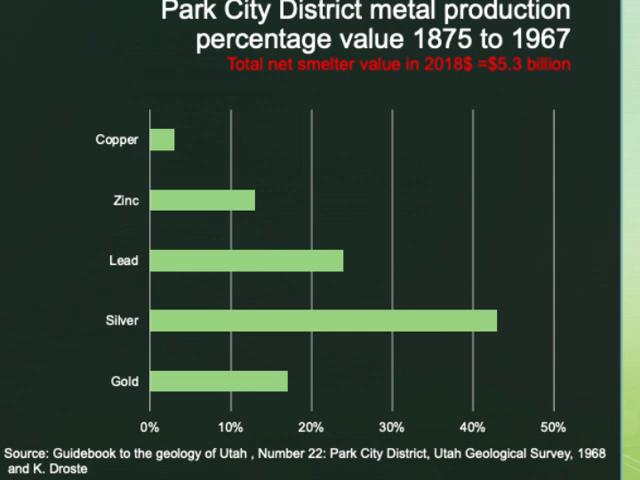 Park City District metal production
percentage value 1875 to 1967
Total net smelter value in 2018$ =$5.3 billion
Copper
Zinc
Lead
Silver
Gold
0% 10% 20% 30% 40% 50%
Source: Guidebook to the geology of Utah , Number 22: Park City District, Utah Geological Survey, 1968
and K. Droste